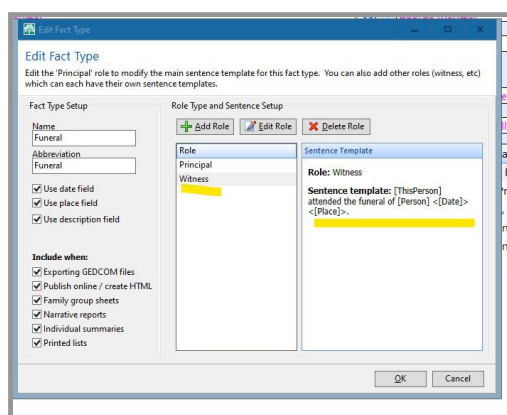 Edit Fact Type
Edit Fact Type
Edit the 'Principal' role to modify the main sentence template for this fact type. You can also add other roles (witness, etc)
which can each have their own sentence templates.
Fact Type Setup
Name
Funeral
Abbreviation
Funeral
Use date field
Use place field
Use description field
Include when:
Exporting GEDCOM files
Publish online / create HTML
Family group sheets
Narrative reports
Individual summaries
Printed lists
Role Type and Sentence Setup
Add Role Edit Role Delete Role
Role
Principal
Witness
Sentence Template
Role: Witness
Sentence template: [ThisPerson]
attended the funeral of [Person] <[Date]>
<[Place]>.
OK Cancel